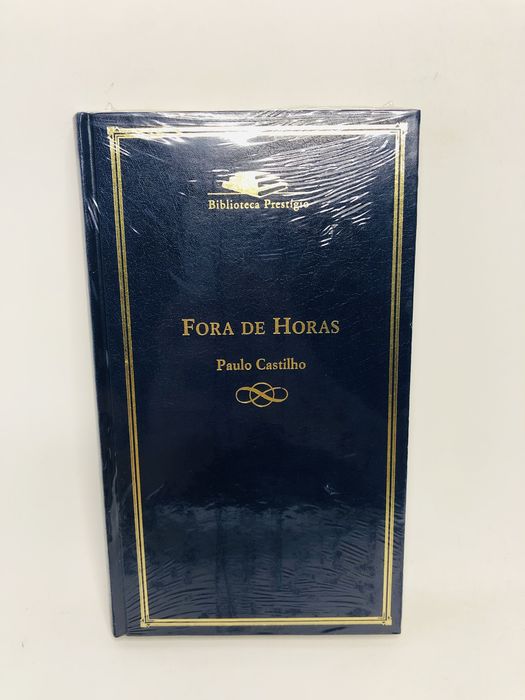 Biblioteca Prestígio
FORA DE HORAS
Paulo Castilho